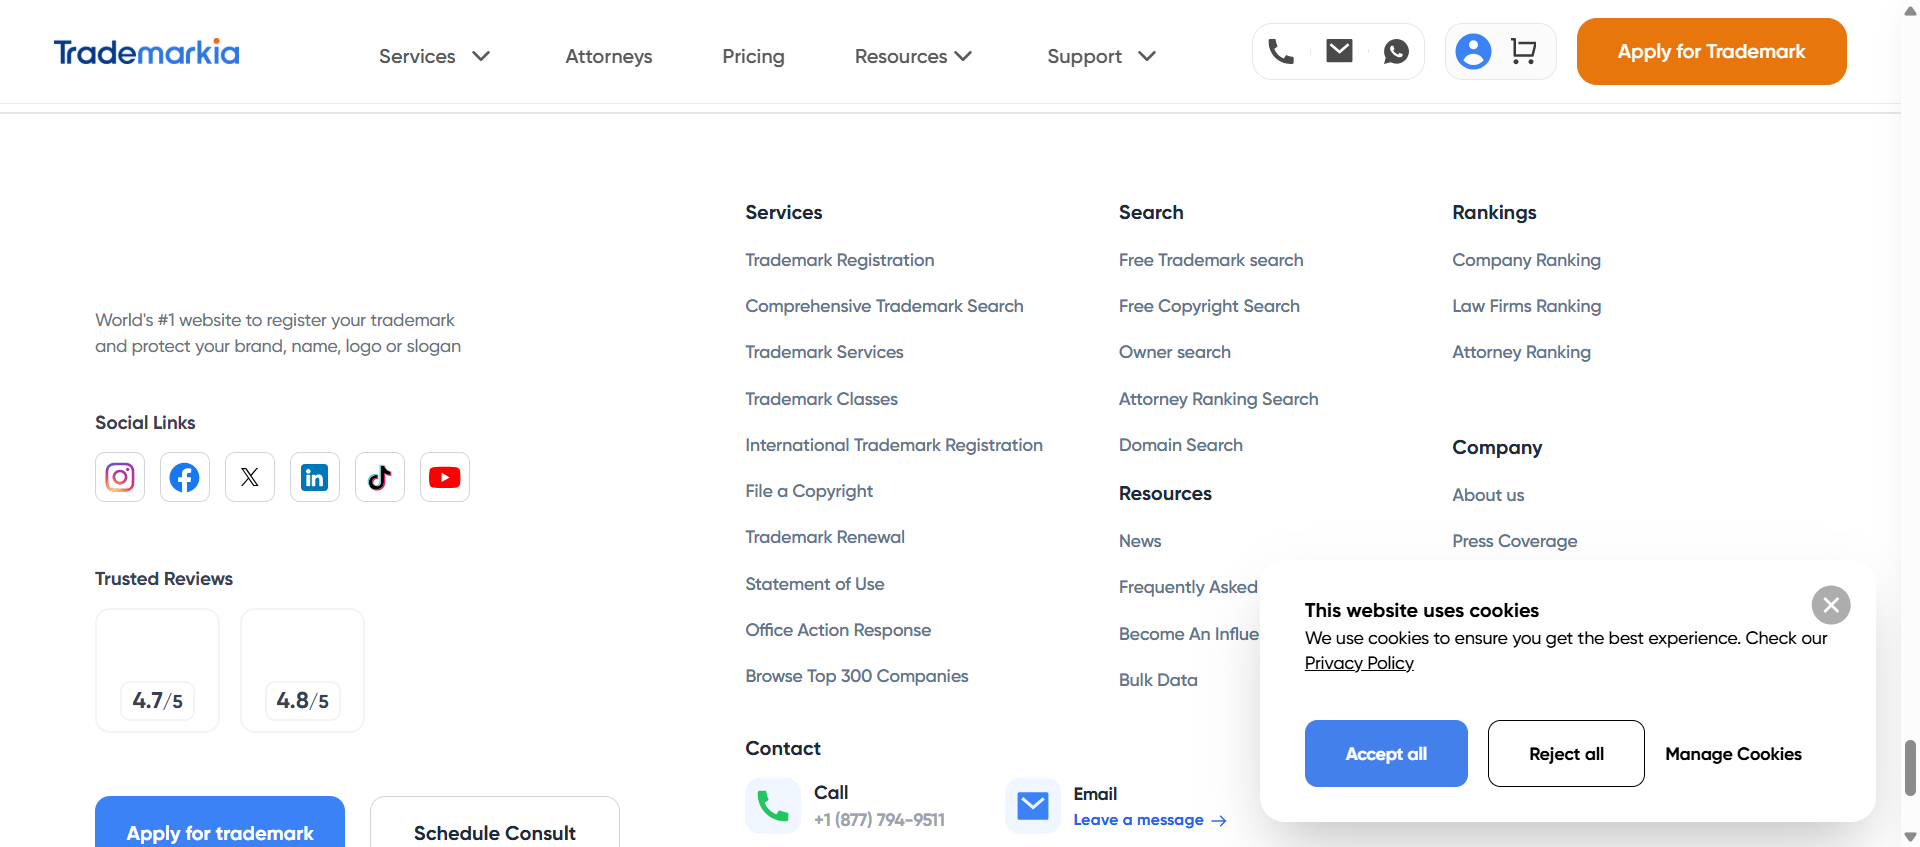 Trademarkia
Services
Attorneys
Pricing
Resources
Support
Apply for Trademark
World's #1 website to register your trademark
and protect your brand, name, logo or slogan
Social Links
Trusted Reviews
4.7/5
4.8/5
Apply for trademark
Schedule Consult
Services
Trademark Registration
Comprehensive Trademark Search
Trademark Services
Trademark Classes
International Trademark Registration
File a Copyright
Trademark Renewal
Statement of Use
Office Action Response
Browse Top 300 Companies
Search
Free Trademark search
Free Copyright Search
Owner search
Attorney Ranking Search
Domain Search
Resources
News
Frequently Asked
Become An Influe
Bulk Data
Rankings
Company Ranking
Law Firms Ranking
Attorney Ranking
Company
About us
Press Coverage
Contact
Call
+1 (877) 794-9511
Email
Leave a message
This website uses cookies
We use cookies to ensure you get the best experience. Check our
Privacy Policy
Accept all
Reject all
Manage Cookies